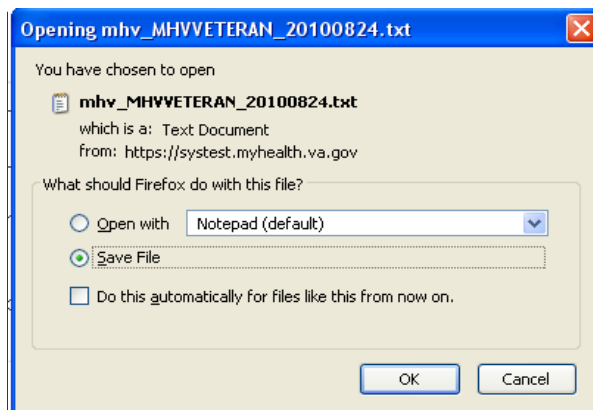 Opening mhv_MHVVETERAN_20100824.txt
You have chosen to open
mhv_MHVVETERAN_20100824.txt
which is a: Text Document
from: https://systest.myhealth.va.gov
What should Firefox do with this file?
Open with Notepad (default)
Save File
Do this automatically for files like this from now on.
OK Cancel